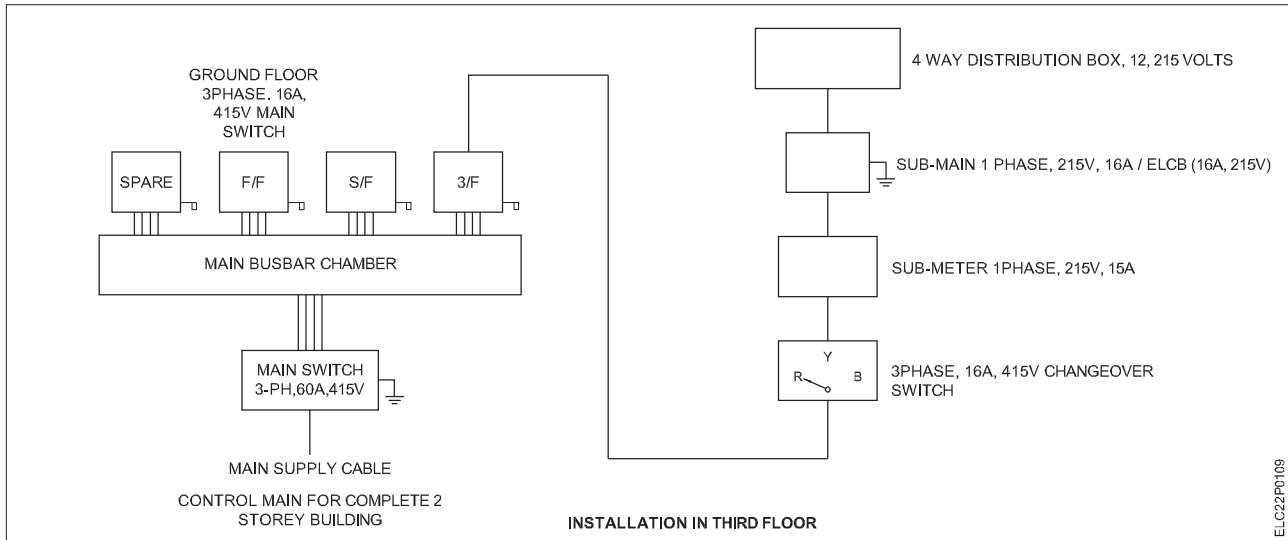 GROUND FLOOR
3PHASE. 16A,
415V MAIN
SWITCH
SPARE
F/F
S/F
3/F
MAIN BUSBAR CHAMBER
MAIN SWITCH
3-PH,60A,415V
MAIN SUPPLY CABLE
CONTROL MAIN FOR COMPLETE 2
STOREY BUILDING
4 WAY DISTRIBUTION BOX, 12, 215 VOLTS
SUB-MAIN 1 PHASE, 215V, 16A / ELCB (16A, 215V)
SUB-METER 1PHASE, 215V, 15A
Y
R
B
3PHASE, 16A, 415V CHANGEOVER
SWITCH
INSTALLATION IN THIRD FLOOR
ELC22P0109